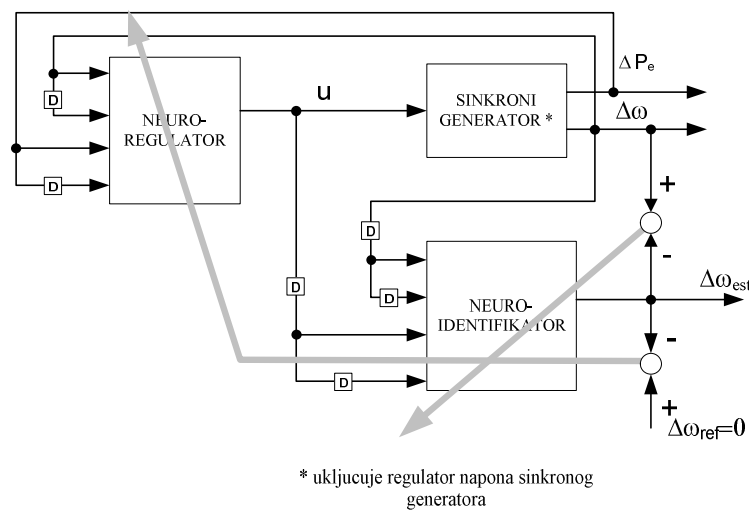 ΔPe
Δω
D
NEURO-
REGULATOR
u
SINKRONI
GENERATOR *
D
+
D
-
D
D
NEURO-
IDENTIFIKATOR
Δωest
-
D
+
Δωref=0
* ukljucuje regulator napona sinkronog
generatora